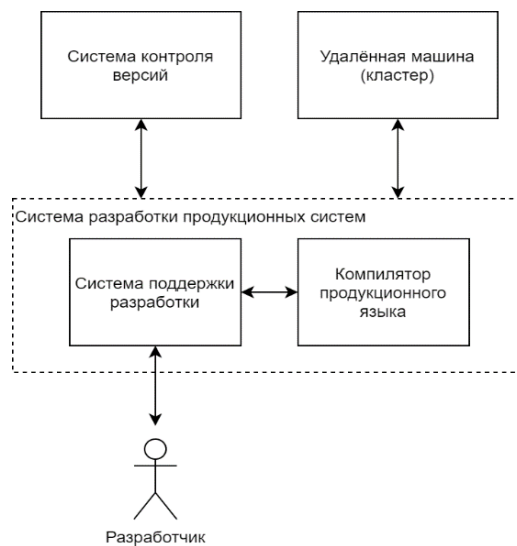 Система контроля
версий
Удалённая машина
(кластер)
Система разработки продукционных систем
Система поддержки
разработки
Компилятор
продукционного
языка
Разработчик